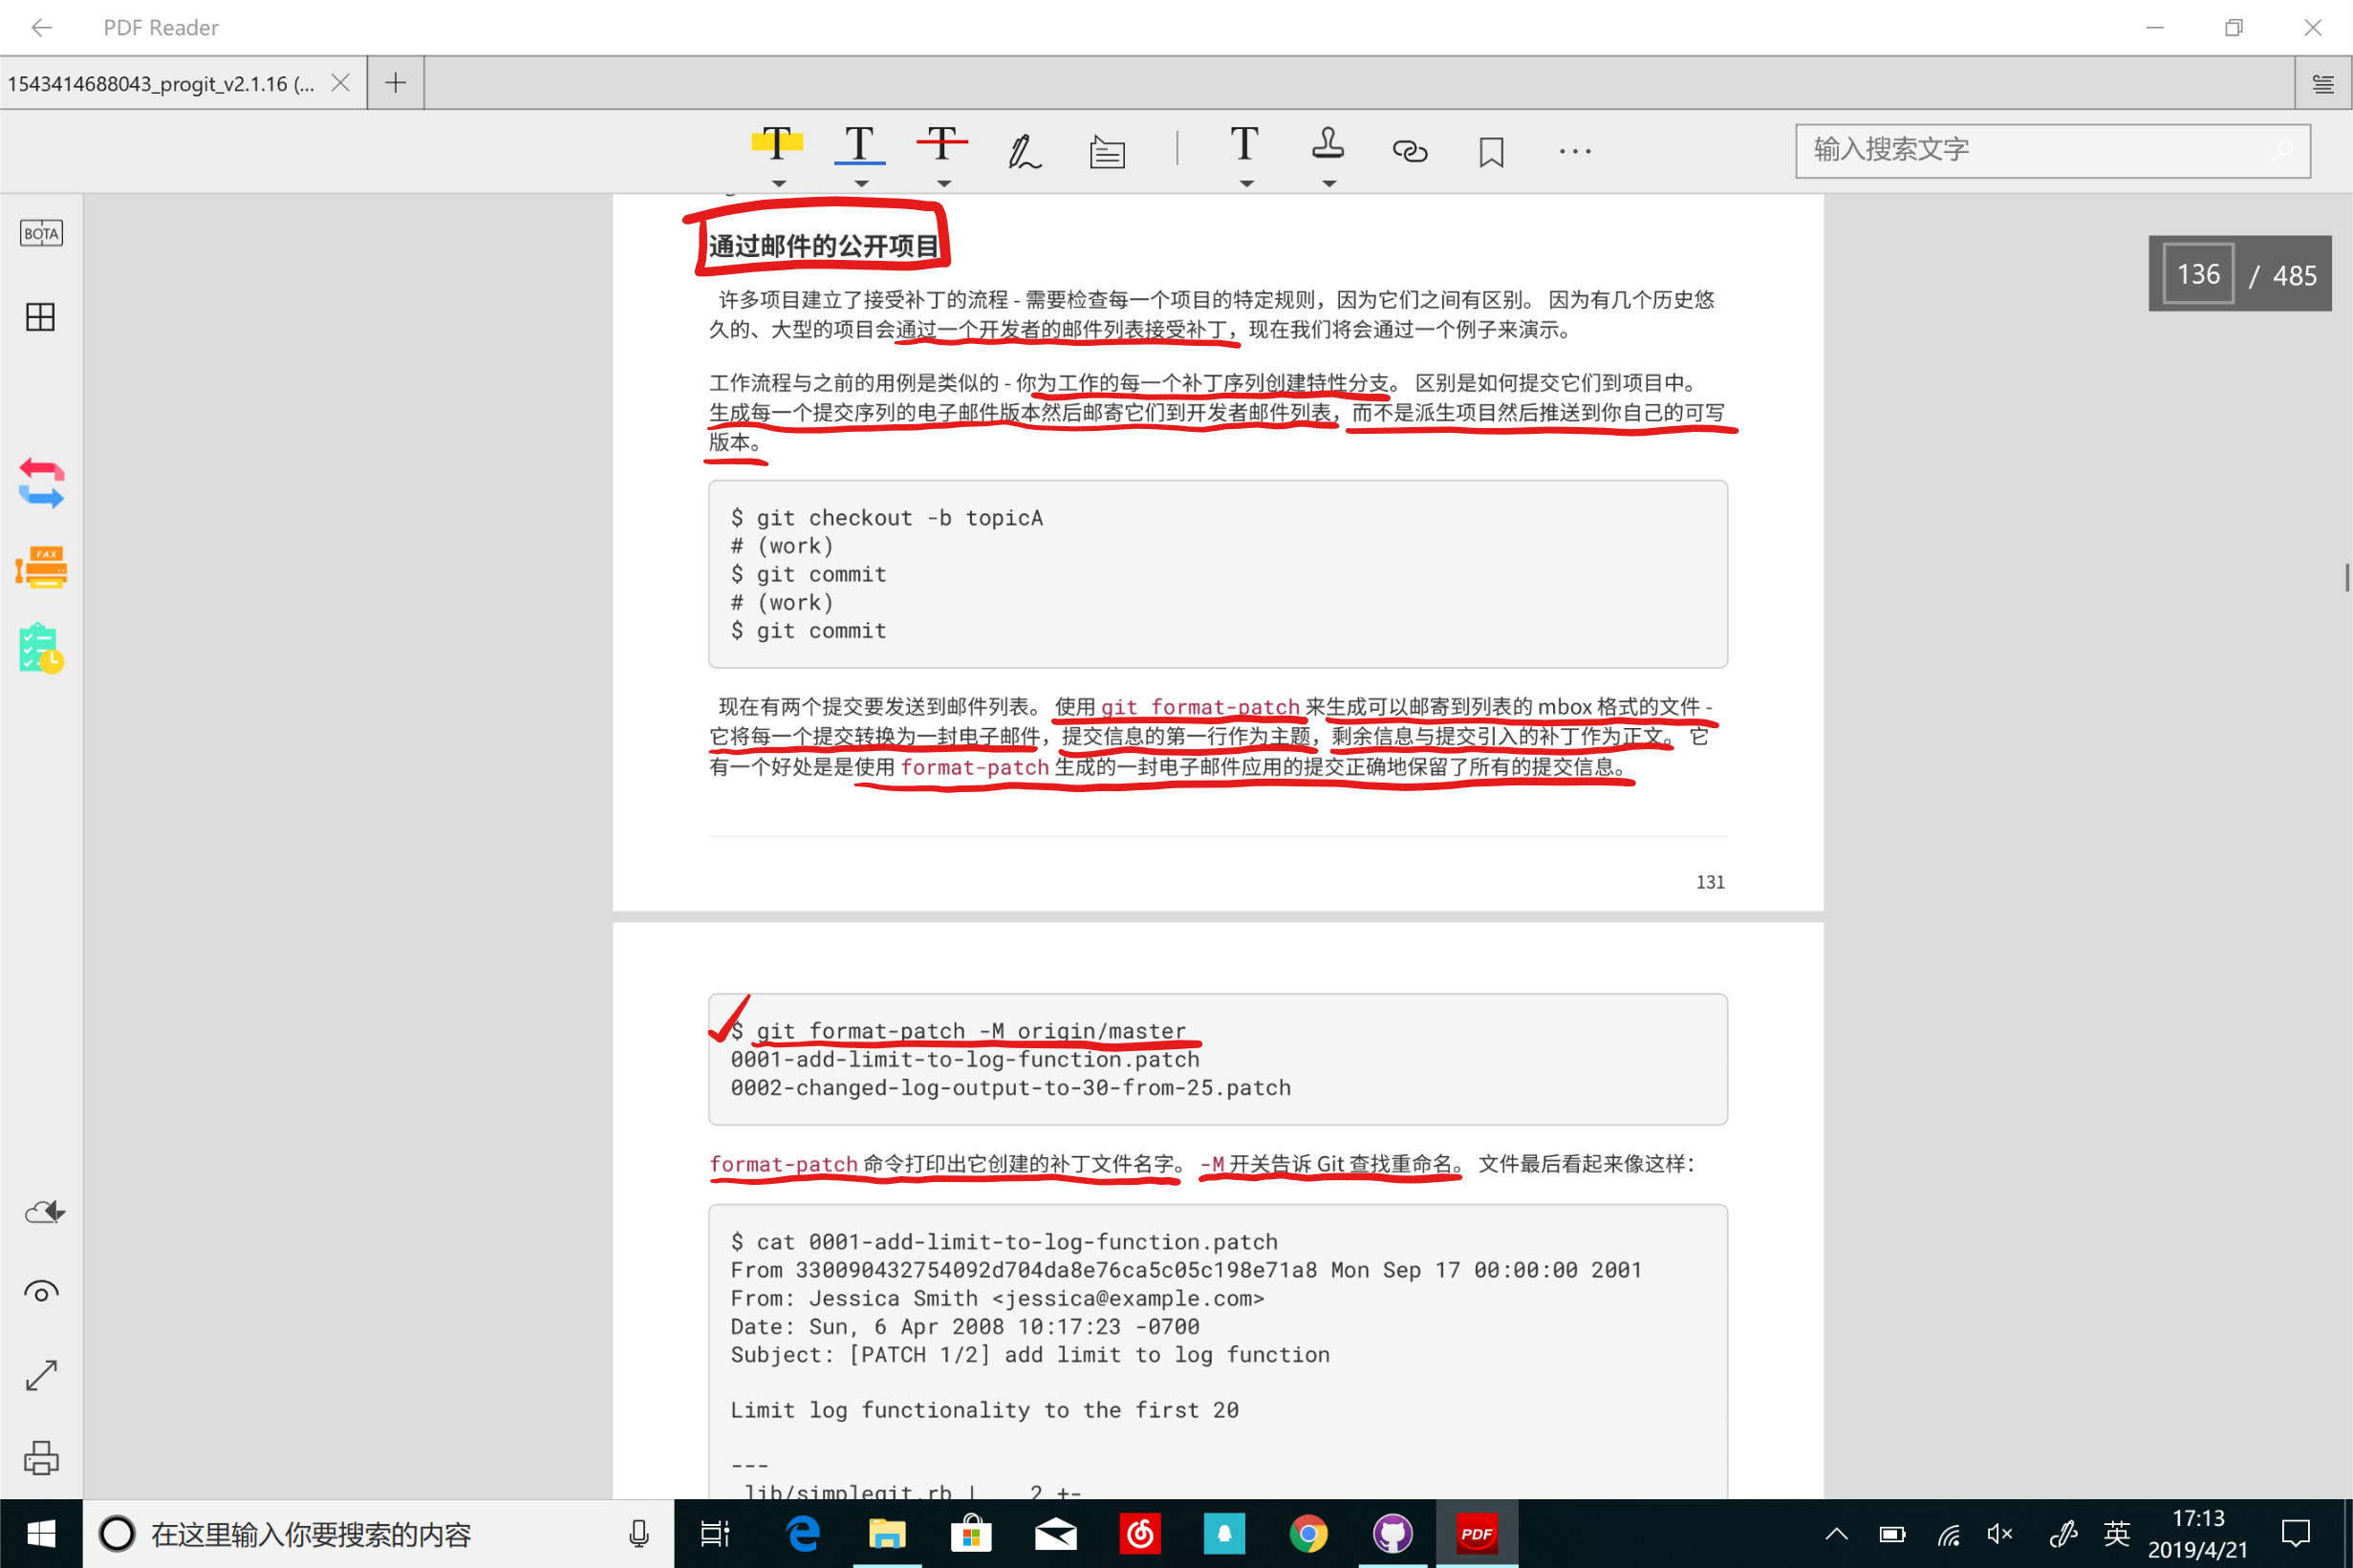 PDF Reader
1543414688043_progit_v2.1.16 (...
输入搜索文字
BOTA
136 / 485
FAX
通过邮件的公开项目
许多项目建立了接受补丁的流程 - 需要检查每一个项目的特定规则，因为它们之间有区别。 因为有几个历史悠
久的、大型的项目会通过一个开发者的邮件列表接受补丁，现在我们将会通过一个例子来演示。
工作流程与之前的用例是类似的 - 你为工作的每一个补丁序列创建特性分支。 区别是如何提交它们到项目中。
生成每一个提交序列的电子邮件版本然后邮寄它们到开发者邮件列表，而不是派生项目然后推送到你自己的可写
版本。
$ git checkout -b topicA
# (work)
$ git commit
# (work)
$ git commit
现在有两个提交要发送到邮件列表。 使用 git format-patch 来生成可以邮寄到列表的 mbox 格式的文件 -
它将每一个提交转换为一封电子邮件，提交信息的第一行作为主题，剩余信息与提交引入的补丁作为正文。 它
有一个好处是是使用 format-patch 生成的一封电子邮件应用的提交正确地保留了所有的提交信息。
131
$ git format-patch -M origin/master
0001-add-limit-to-log-function.patch
0002-changed-log-output-to-30-from-25.patch
format-patch 命令打印出它创建的补丁文件名字。 -M 开关告诉 Git 查找重命名。 文件最后看起来像这样：
$ cat 0001-add-limit-to-log-function.patch
From 330090432754092d704da8e76ca5c05c198e71a8 Mon Sep 17 00:00:00 2001
From: Jessica Smith <jessica@example.com>
Date: Sun, 6 Apr 2008 10:17:23 -0700
Subject: [PATCH 1/2] add limit to log function
Limit log functionality to the first 20
---
lib/simplegit.rb | 2 +-
在这里输入你要搜索的内容
PDF
英
17:13
2019/4/21